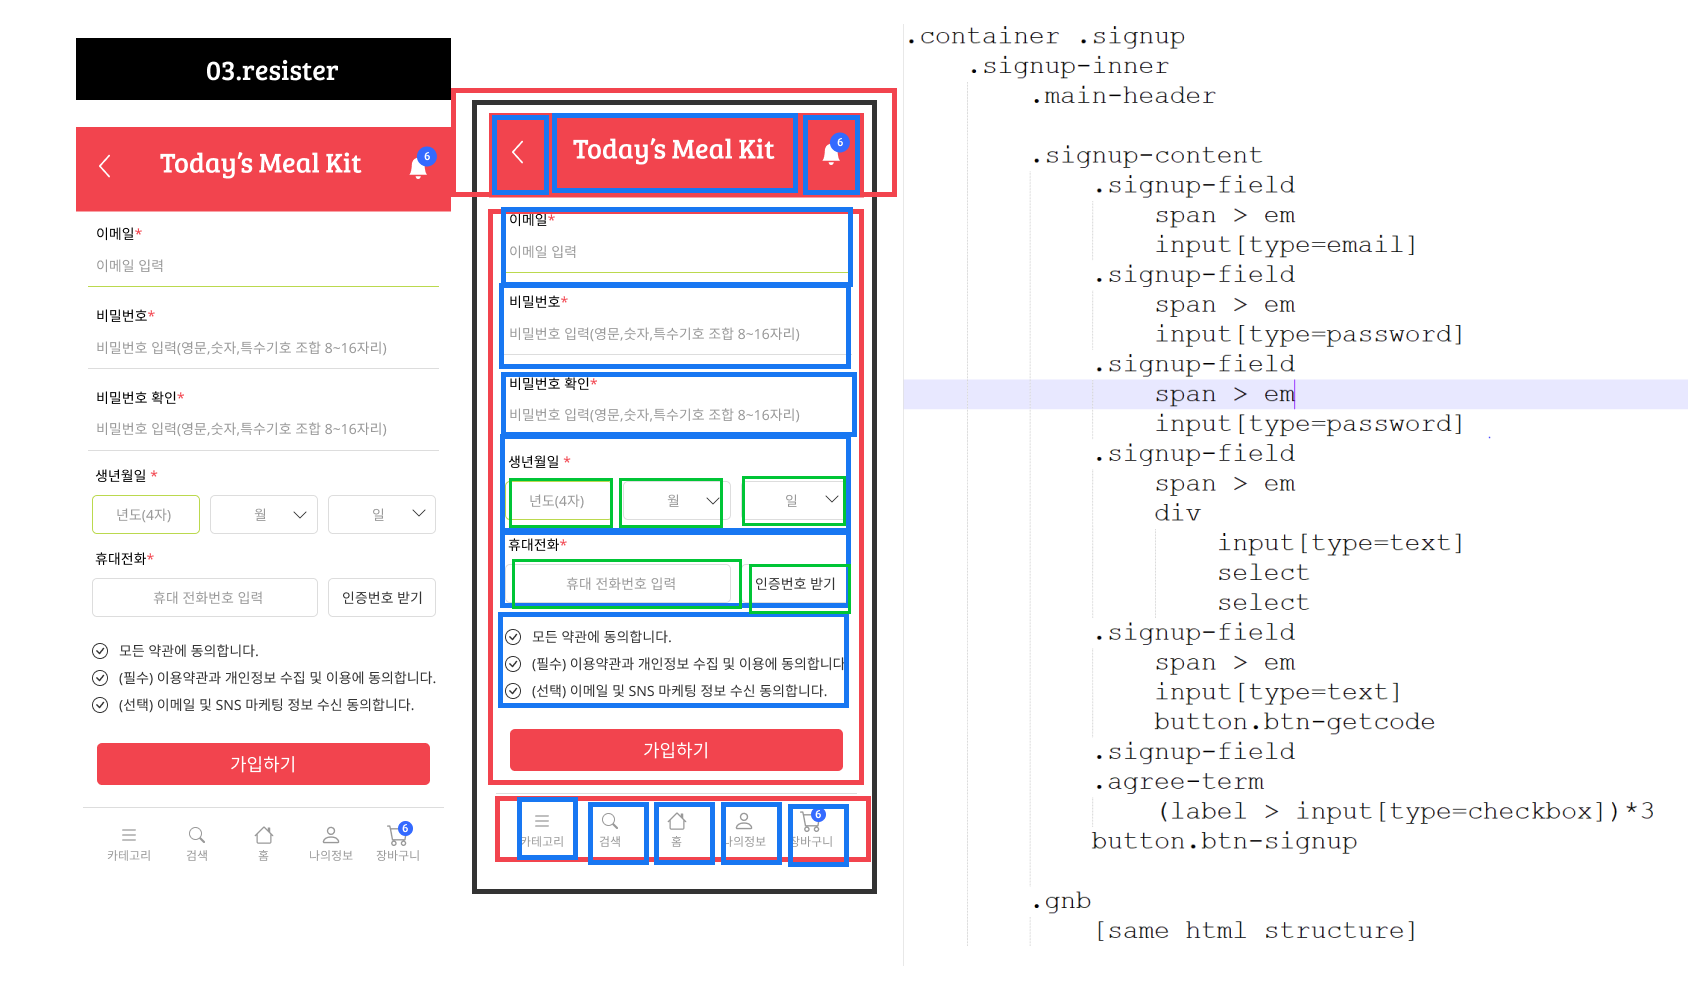 03.resister
Today's Meal Kit
6
이메일*
이메일 입력
비밀번호*
비밀번호 입력(영문,숫자,특수기호 조합 8~16자리)
비밀번호 확인*
비밀번호 입력(영문,숫자,특수기호 조합 8~16자리)
생년월일 *
년도(4자) 월 일
휴대전화*
휴대 전화번호 입력 인증번호 받기
모든 약관에 동의합니다.
(필수) 이용약관과 개인정보 수집 및 이용에 동의합니다.
(선택) 이메일 및 SNS 마케팅 정보 수신 동의합니다.
가입하기
6
카테고리 검색 홈 나의정보 장바구니
Today's Meal Kit
6
이메일*
이메일 입력
비밀번호*
비밀번호 입력(영문,숫자,특수기호 조합 8~16자리)
비밀번호 확인*
비밀번호 입력(영문,숫자,특수기호 조합 8~16자리)
생년월일 *
년도(4자) 월 일
휴대전화*
휴대 전화번호 입력 인증번호 받기
모든 약관에 동의합니다.
(필수) 이용약관과 개인정보 수집 및 이용에 동의합니다
(선택) 이메일 및 SNS 마케팅 정보 수신 동의합니다.
가입하기
6
카테고리 검색 홈 나의정보 장바구니
.container .signup
.signup-inner
.main-header
.signup-content
.signup-field
span > em
input[type=email]
.signup-field
span > em
input[type=password]
.signup-field
span > em
input[type=password]
.signup-field
span > em
div
input[type=text]
select
select
.signup-field
span > em
input[type=text]
button.btn-getcode
.signup-field
.agree-term
(label > input[type=checkbox])*3
button.btn-signup
.gnb
[same html structure]